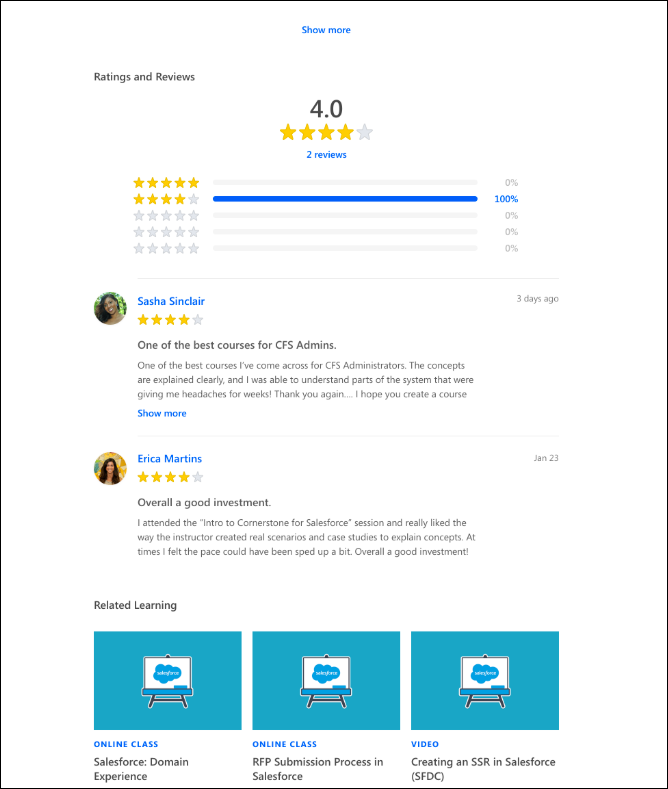 Show more
Ratings and Reviews
4.0
2 reviews
0%
100%
0%
0%
0%
Sasha Sinclair
3 days ago
One of the best courses for CFS Admins.
One of the best courses I've come across for CFS Administrators. The concepts
are explained clearly, and I was able to understand parts of the system that were
giving me headaches for weeks! Thank you again.... I hope you create a course
Show more
Erica Martins
Jan 23
Overall a good investment.
I attended the "Intro to Cornerstone for Salesforce" session and really liked the
way the instructor created real scenarios and case studies to explain concepts. At
times I felt the pace could have been sped up a bit. Overall a good investment!
Related Learning
salesforce
salesforce
salesforce
ONLINE CLASS
ONLINE CLASS
VIDEO
Salesforce: Domain
Experience
RFP Submission Process in
Salesforce
Creating an SSR in Salesforce
(SFDC)